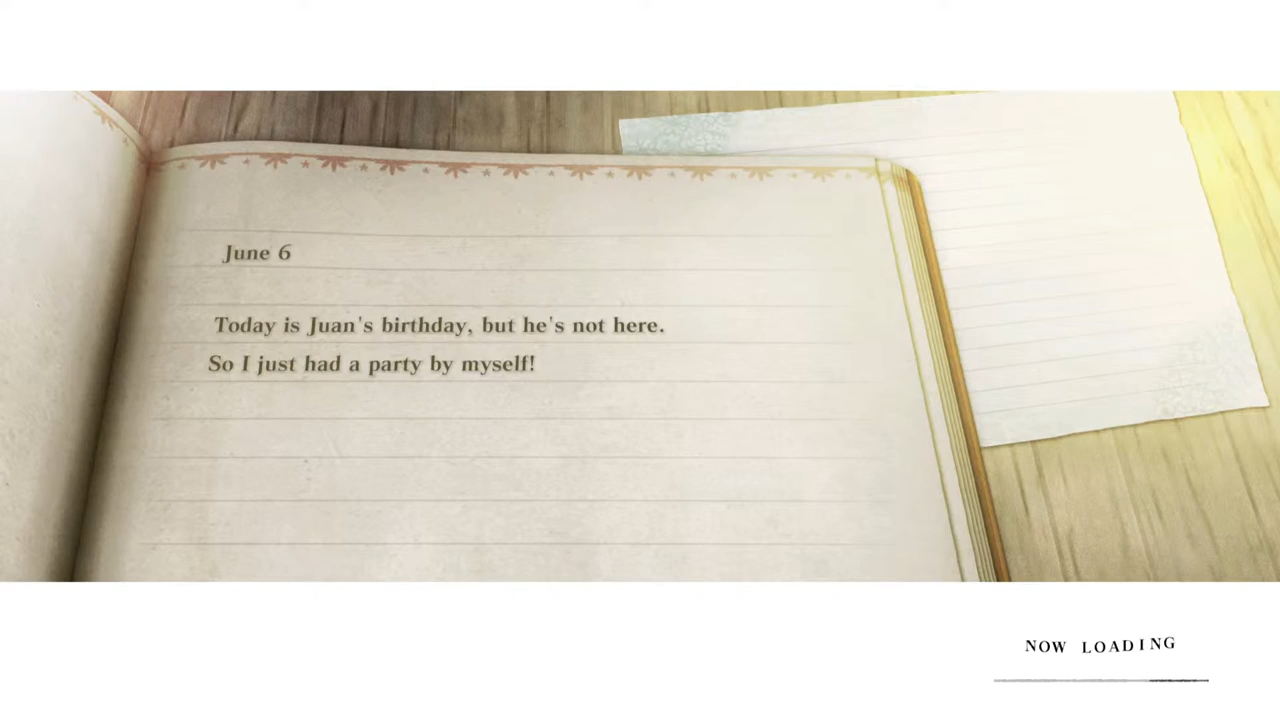 June 6
Today is Juan's birthday, but he's not here.
So I just had a party by myself!
NOW LOADING